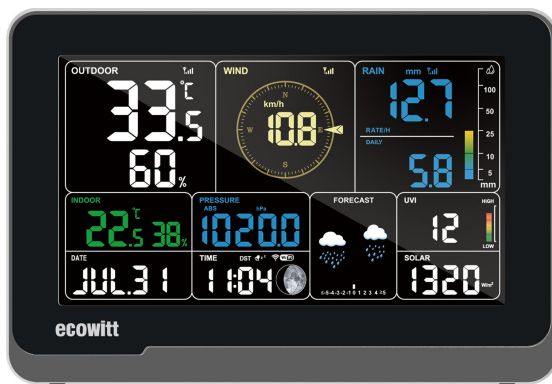 OUTDOOR
33.5 ℃
60%
WIND
N
km/h
W 10.8 E
S
RAIN mm
12.7
RATE/H
DAILY
5.8
100
50
25
10
5
mm
INDOOR
22.5 ℃ 38%
PRESSURE
ABS hPa
1020.0
FORECAST
≤-5 -4 -3 -2 -1 0 1 2 3 4 ≥5
UVI
12
HIGH
LOW
DATE
JUL.31
TIME DST WiFi
11:04
SOLAR
1320 W/m²
ecowitt